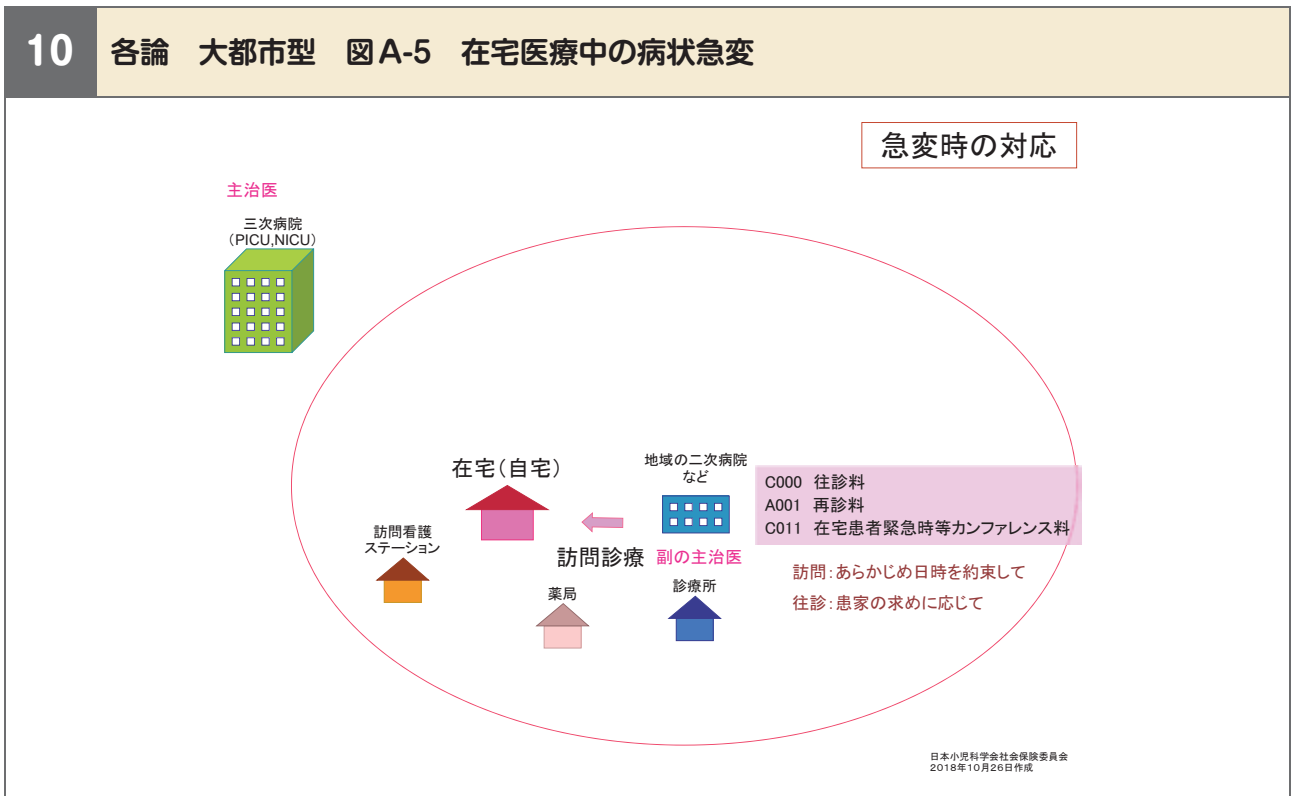 10 各論 大都市型 図A-5 在宅医療中の病状急変
急変時の対応
主治医
三次病院
（PICU,NICU）
在宅（自宅）
地域の二次病院
など
C000 往診料
A001 再診料
C011 在宅患者緊急時等カンファレンス料
訪問看護
ステーション
訪問診療
副の主治医
訪問：あらかじめ日時を約束して
薬局
診療所
往診：患家の求めに応じて
日本小児科学会社会保険委員会
2018年10月26日作成